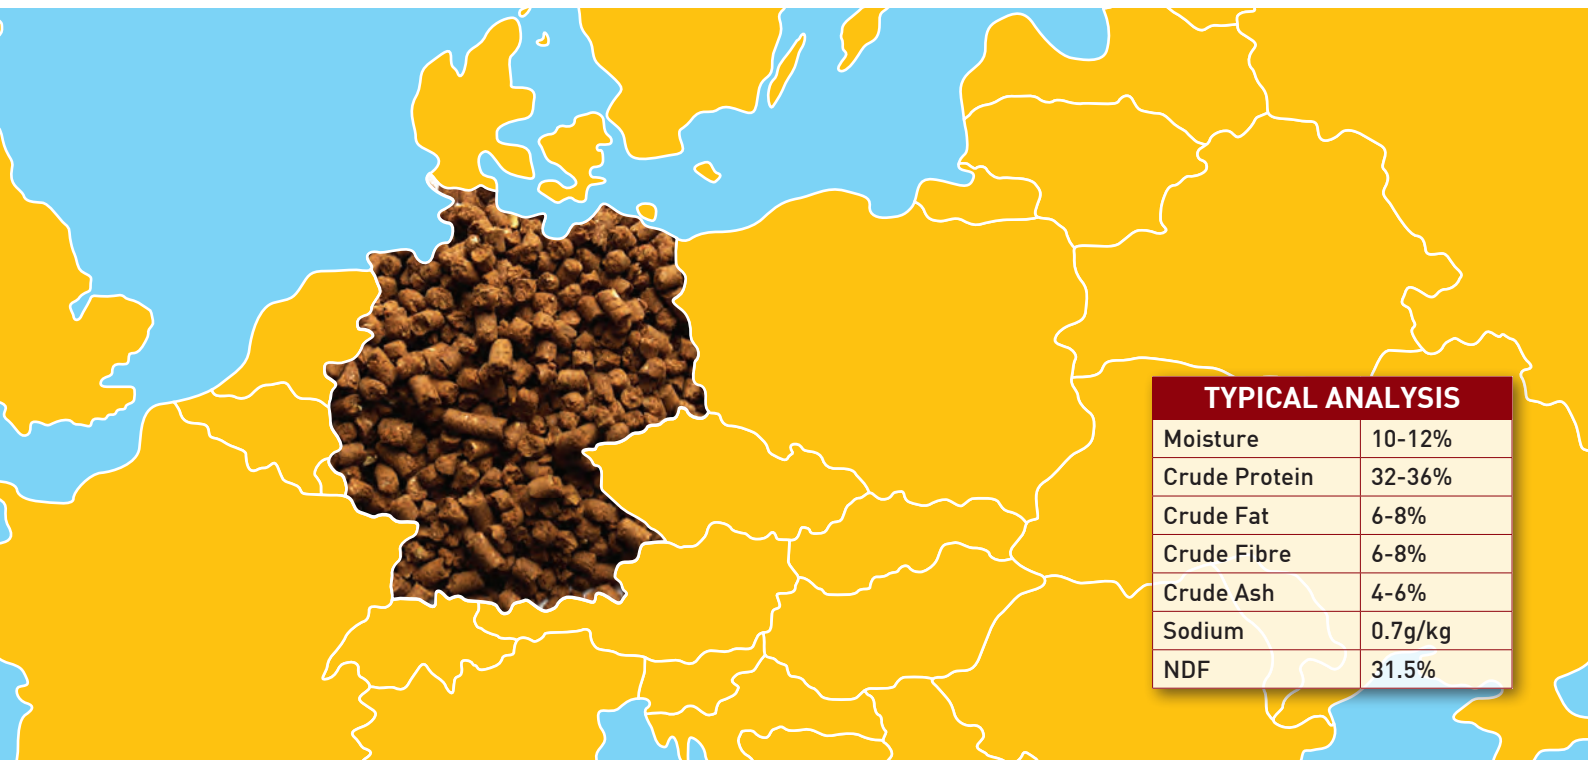 TYPICAL ANALYSIS
Moisture 10-12%
Crude Protein 32-36%
Crude Fat 6-8%
Crude Fibre 6-8%
Crude Ash 4-6%
Sodium 0.7g/kg
NDF 31.5%